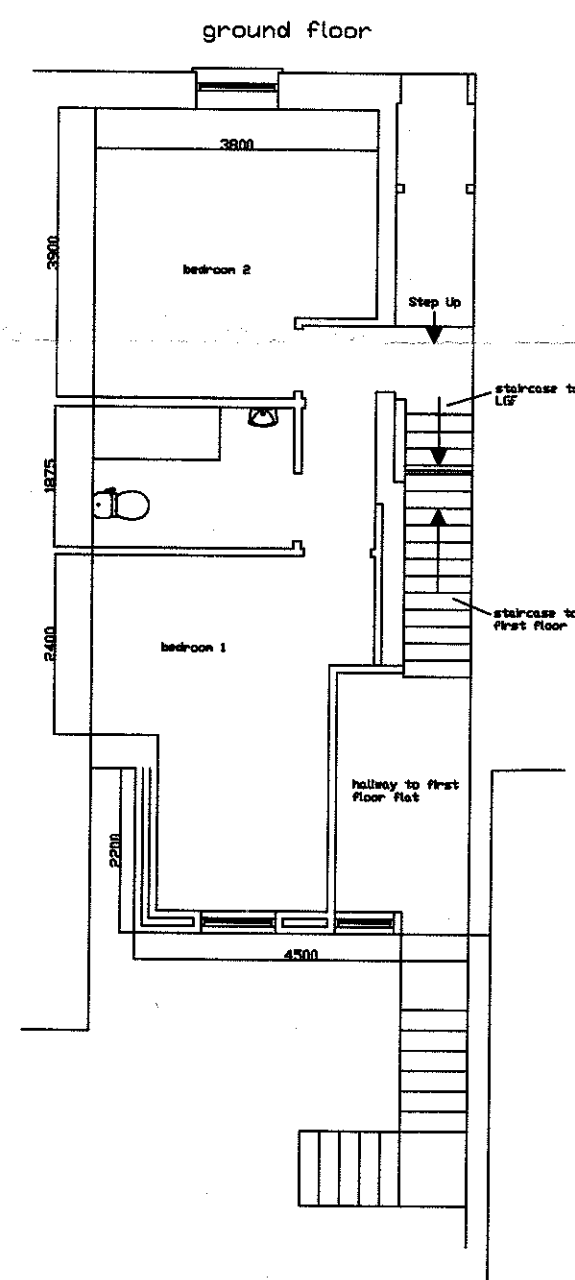 ground floor
3800
3900
bedroom 2
Step Up
staircase to
LGF
1875
staircase to
first floor
2400
bedroom 1
hallway to first
floor flat
2200
4500